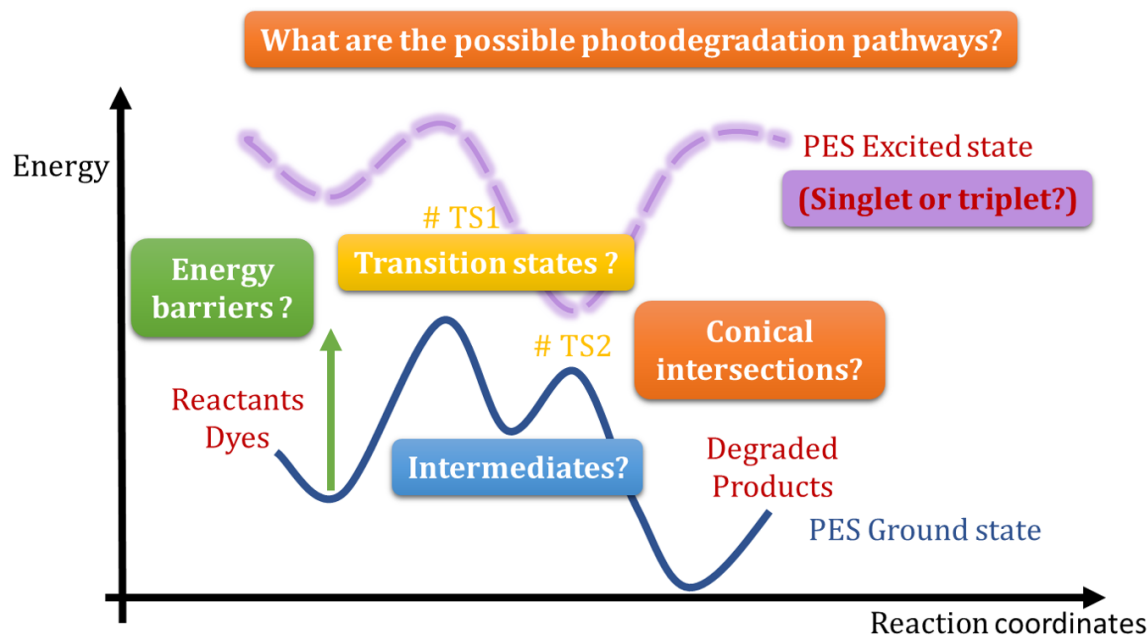 What are the possible photodegradation pathways?
Energy
PES Excited state
(Singlet or triplet?)
# TS1
Transition states ?
Energy
barriers ?
# TS2
Conical
intersections?
Reactants
Dyes
Intermediates?
Degraded
Products
PES Ground state
Reaction coordinates